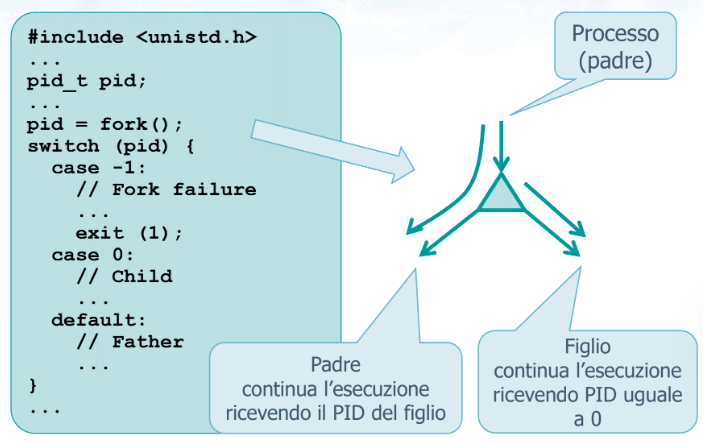 #include <unistd.h>
...
pid_t pid;
...
pid = fork();
switch (pid) {
case -1:
// Fork failure
...
exit (1);
case 0:
// Child
...
default:
// Father
...
}
...
Processo
(padre)
Padre
continua l'esecuzione
ricevendo il PID del figlio
Figlio
continua l'esecuzione
ricevendo PID uguale
a 0